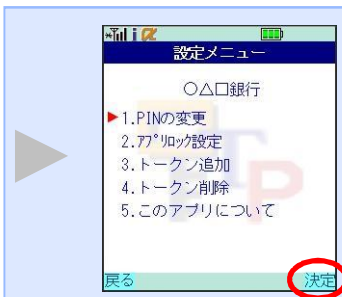 iα
設定メニュー
○△□銀行
1.PINの変更
2.ｱﾌﾟﾘﾛｯｸ設定
3.トークン追加
4.トークン削除
5.このアプリについて
戻る 決定